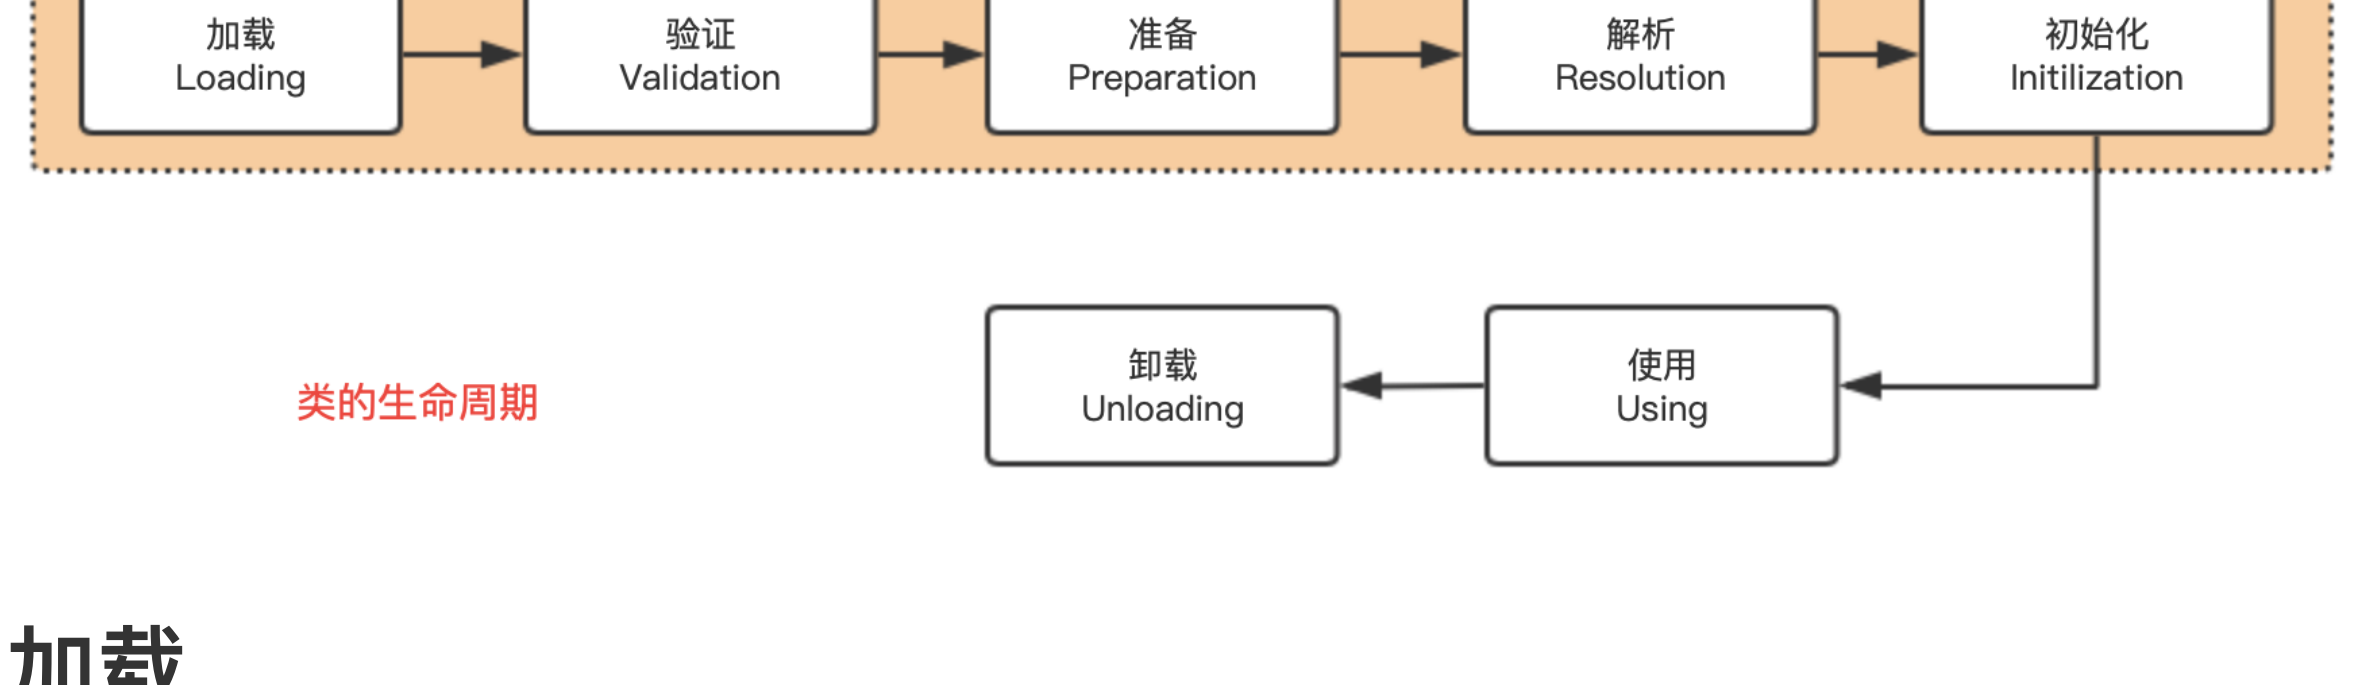 加载
Loading
验证
Validation
准备
Preparation
解析
Resolution
初始化
Initilization
卸载
Unloading
使用
Using
类的生命周期
加载